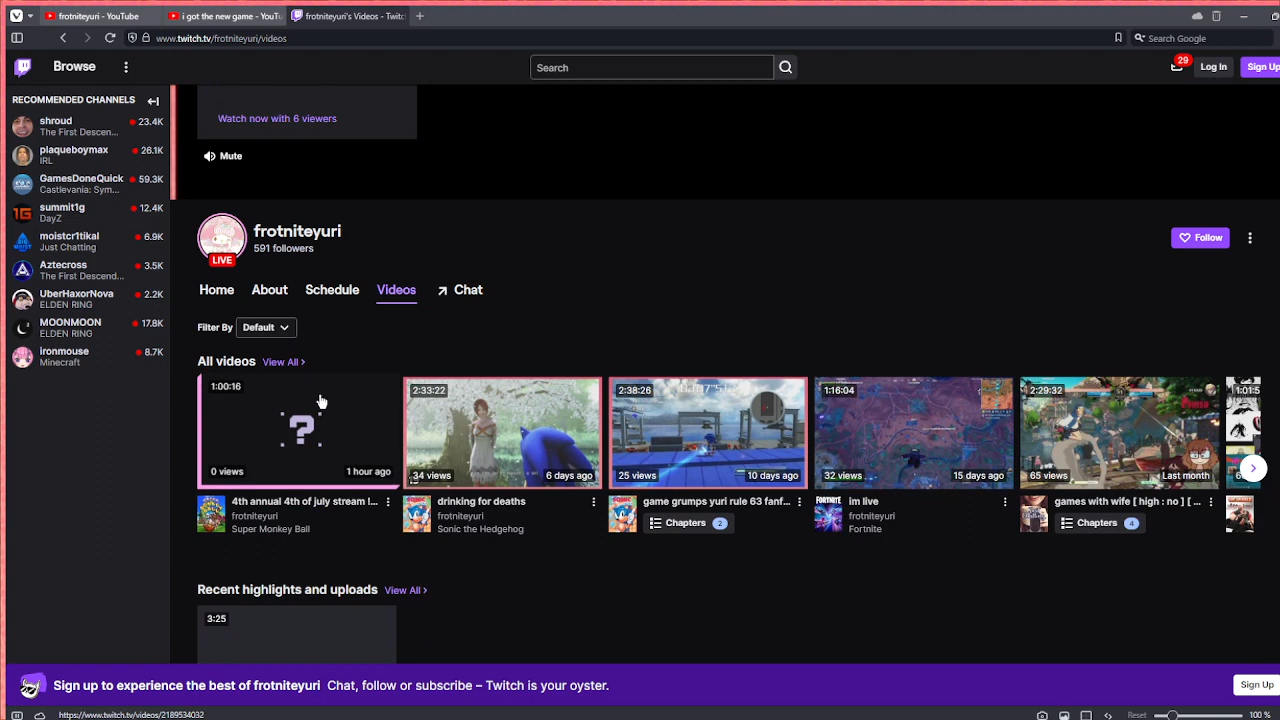 frotniteyuri - YouTube
i got the new game - YouTu
frotniteyuri's Videos - Twitc
www.twitch.tv/frotniteyuri/videos
Search Google
Browse
Search
29
Log In
Sign Up
RECOMMENDED CHANNELS
shroud
23.4K
The First Descen...
plaqueboymax
26.1K
IRL
GamesDoneQuick
59.3K
Castlevania: Sym...
summit1g
12.4K
DayZ
moistcr1tikal
6.9K
Just Chatting
Aztecross
3.5K
The First Descend...
UberHaxorNova
2.2K
ELDEN RING
MOONMOON
17.8K
ELDEN RING
ironmouse
8.7K
Minecraft
Watch now with 6 viewers
Mute
frotniteyuri
591 followers
LIVE
Follow
Home
About
Schedule
Videos
Chat
Filter By
Default
All videos
View All
1:00:16
?
0 views
1 hour ago
4th annual 4th of july stream l...
frotniteyuri
Super Monkey Ball
2:33:22
34 views
6 days ago
drinking for deaths
frotniteyuri
Sonic the Hedgehog
2:38:26
25 views
10 days ago
game grumps yuri rule 63 fanf...
Chapters 2
1:16:04
32 views
15 days ago
FORTNITE
im live
frotniteyuri
Fortnite
2:29:32
65 views
Last month
games with wife [ high : no ] [ ...
Chapters 4
1:01:5
Recent highlights and uploads
View All
3:25
Sign up to experience the best of frotniteyuri
Chat, follow or subscribe – Twitch is your oyster.
Sign Up
https://www.twitch.tv/videos/2189534032
Reset
100 %